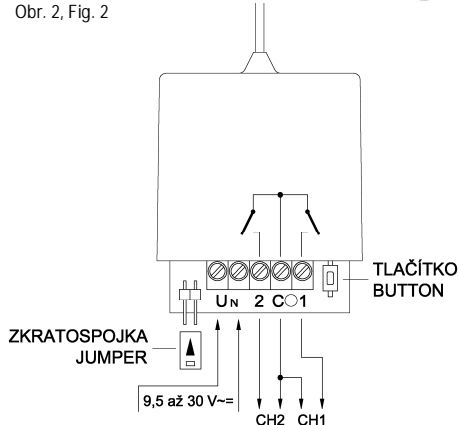 Obr. 2, Fig. 2
TLAČÍTKO
BUTTON
UN 2 C 1
ZKRATOSPOJKA
JUMPER
9,5 až 30 V~=
CH2 CH1